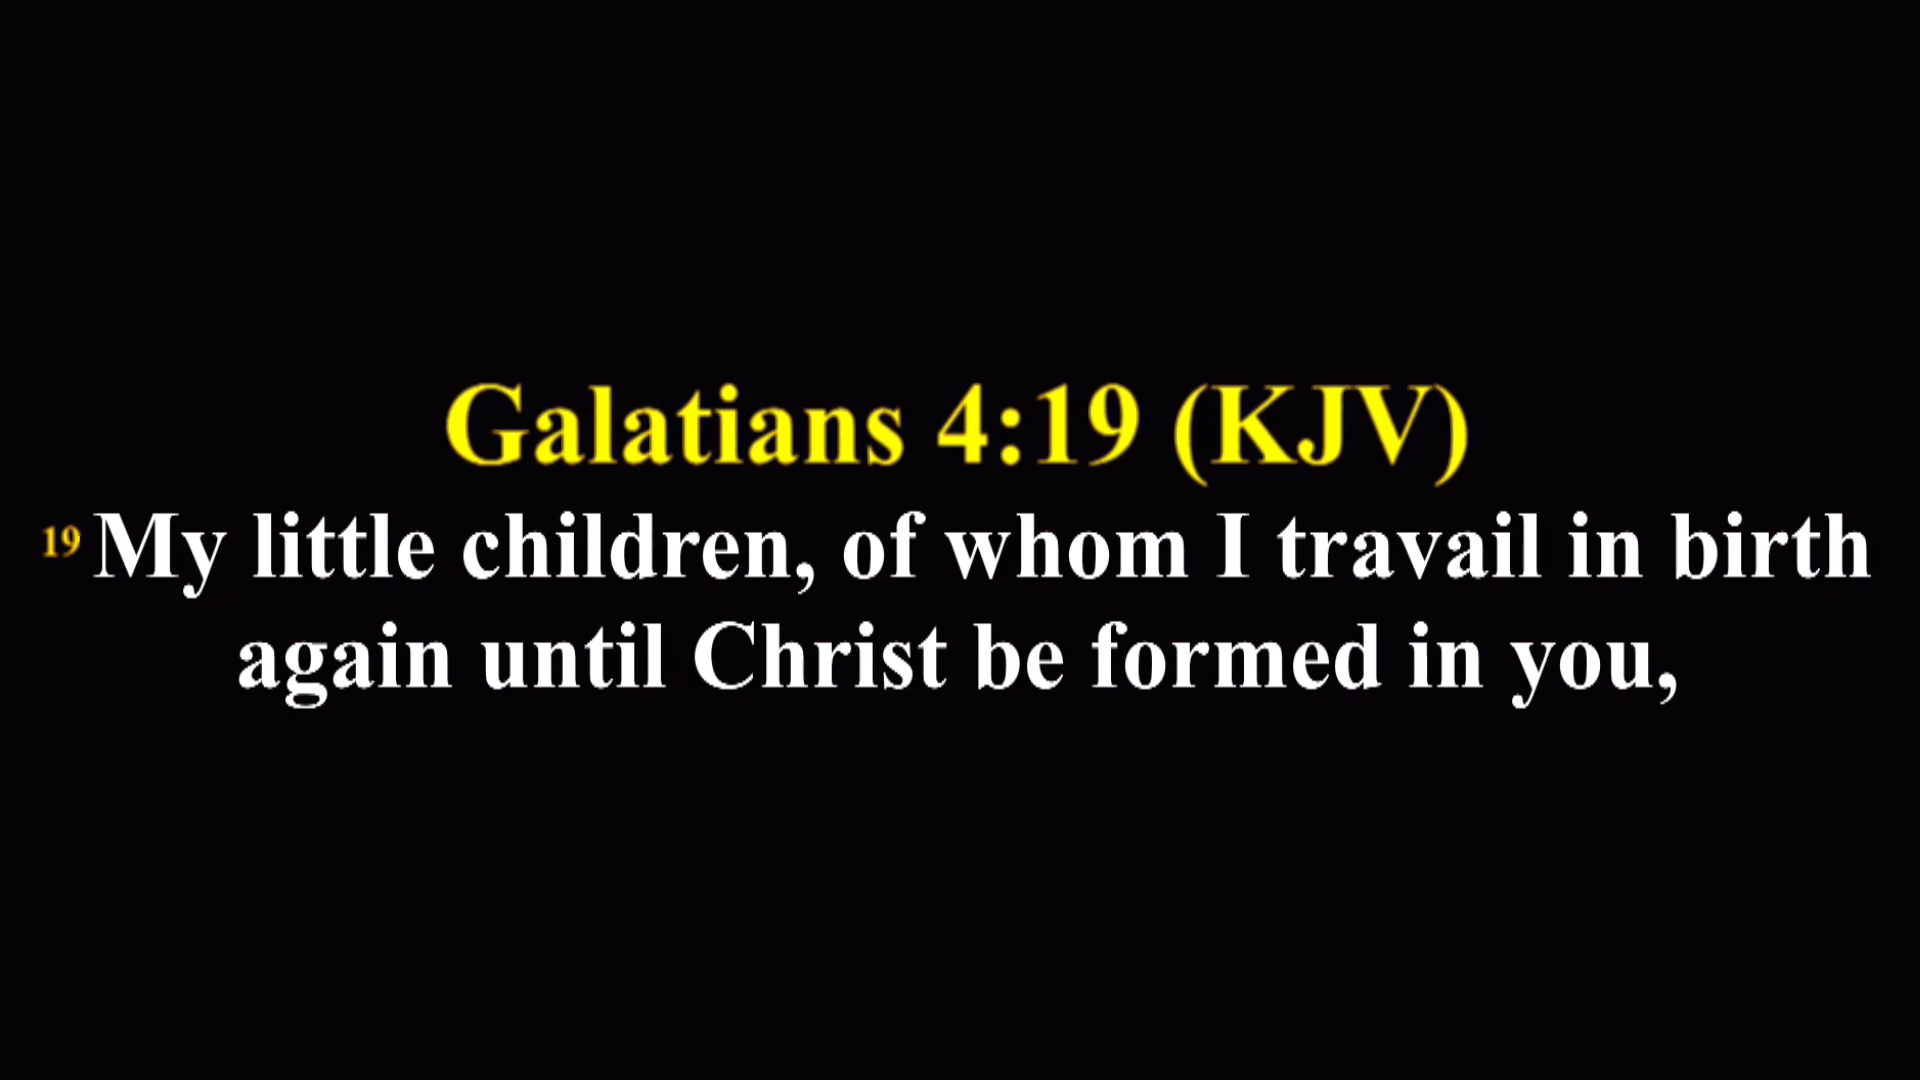 Galatians 4:19 (KJV)
19 My little children, of whom I travail in birth
again until Christ be formed in you,